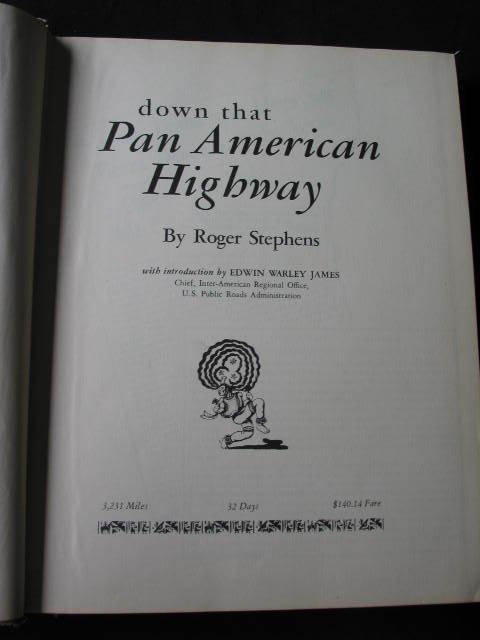 down that
Pan American
Highway
By Roger Stephens
with introduction by EDWIN WARLEY JAMES
Chief, Inter-American Regional Office,
U.S. Public Roads Administration
3,231 Miles 32 Days $140.14 Fare